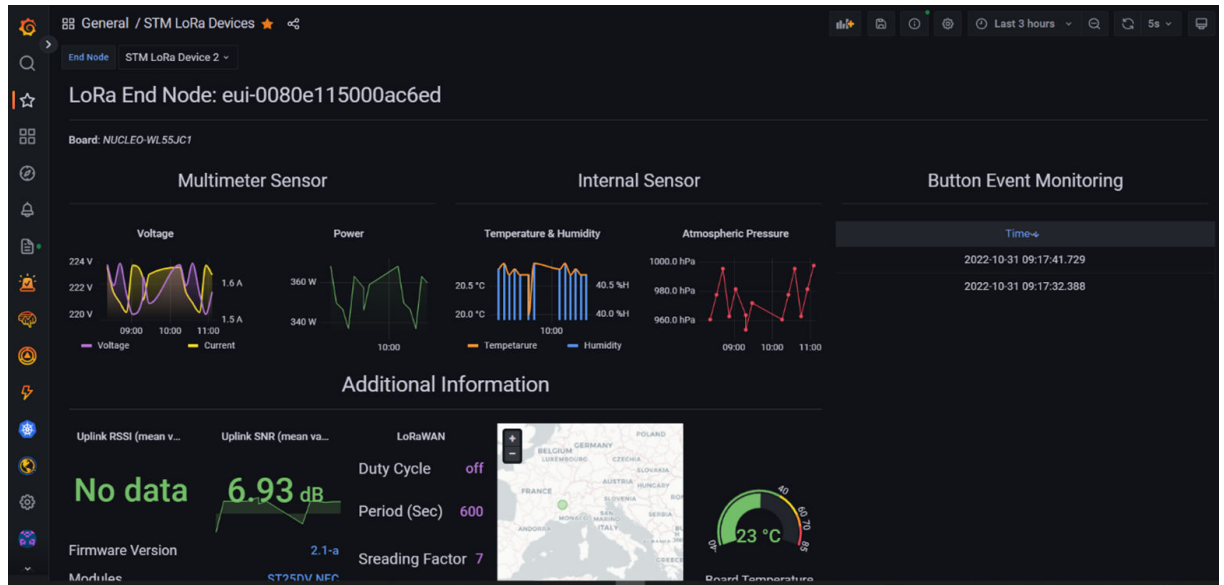 General / STM LoRa Devices
Last 3 hours
5s
End Node
STM LoRa Device 2
LoRa End Node: eui-0080e115000ac6ed
Board: NUCLEO-WL55JC1
Multimeter Sensor
Internal Sensor
Button Event Monitoring
Voltage
224 V
222 V
220 V
1.6 A
1.5 A
09:00 10:00 11:00
Voltage
Current
Power
360 W
340 W
10:00
Temperature & Humidity
20.5 °C
20.0 °C
40.5 %H
40.0 %H
10:00
Tempetarure
Humidity
Atmospheric Pressure
1000.0 hPa
980.0 hPa
960.0 hPa
09:00 10:00 11:00
Time
2022-10-31 09:17:41.729
2022-10-31 09:17:32.388
Additional Information
Uplink RSSI (mean v...
No data
Uplink SNR (mean va...
6.93 dB
Firmware Version 2.1-a
Modules ST25DV NFC
LoRaWAN
Duty Cycle off
Period (Sec) 600
Sreading Factor 7
+
−
POLAND
GERMANY
BELGIUM
LUXEMBOURG
CZECHIA
SLOVAKIA
AUSTRIA
HUNGARY
FRANCE
SLOVENIA
MONACO
SAN MARINO
SERBIA
ANDORRA
ITALY
GREECE
-40
40
60
70
85
23 °C
Board Temperature